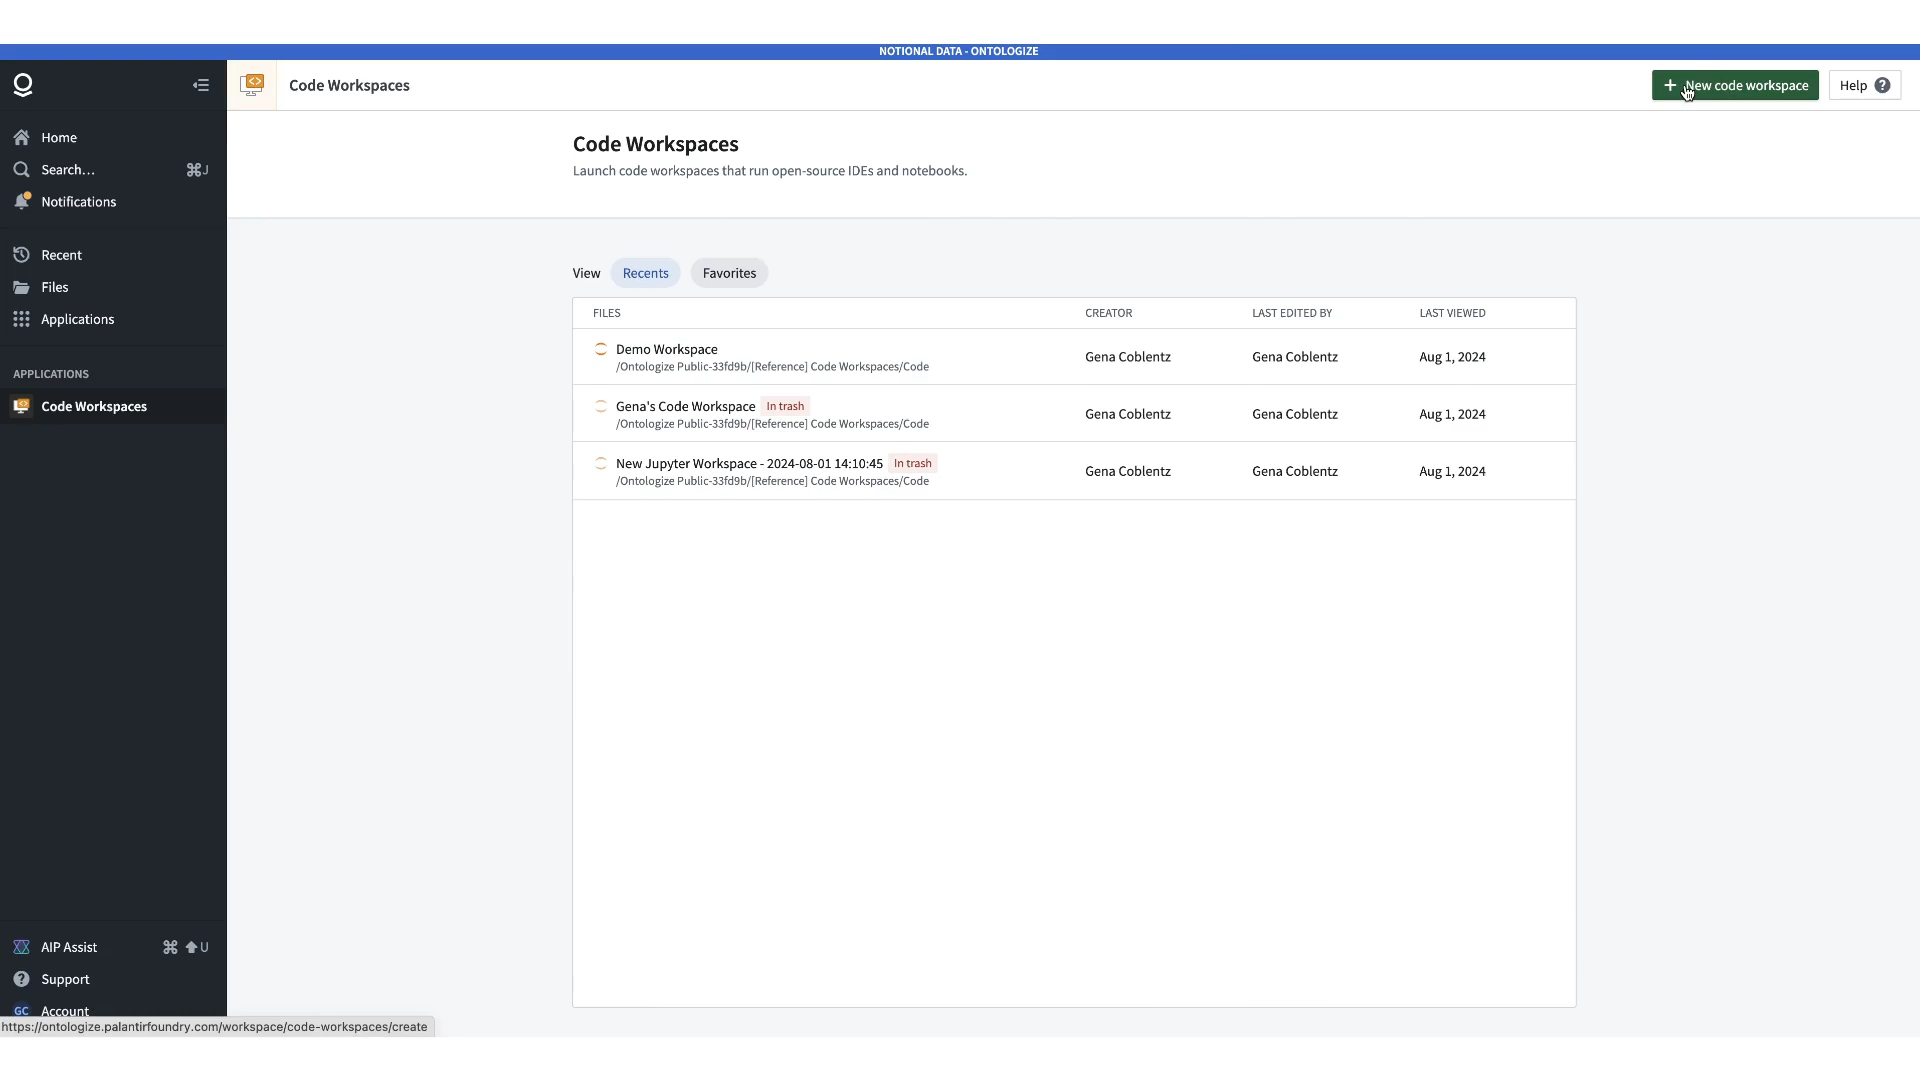 NOTIONAL DATA - ONTOLOGIZE
Code Workspaces
New code workspace
Help
Home
Search… ⌘J
Notifications
Recent
Files
Applications
APPLICATIONS
Code Workspaces
AIP Assist ⌘ ⬆ U
Support
GC Account
https://ontologize.palantirfoundry.com/workspace/code-workspaces/create
Code Workspaces
Launch code workspaces that run open-source IDEs and notebooks.
View Recents Favorites
FILES CREATOR LAST EDITED BY LAST VIEWED
Demo Workspace
/Ontologize Public-33fd9b/[Reference] Code Workspaces/Code
Gena Coblentz Gena Coblentz Aug 1, 2024
Gena's Code Workspace In trash
/Ontologize Public-33fd9b/[Reference] Code Workspaces/Code
Gena Coblentz Gena Coblentz Aug 1, 2024
New Jupyter Workspace - 2024-08-01 14:10:45 In trash
/Ontologize Public-33fd9b/[Reference] Code Workspaces/Code
Gena Coblentz Gena Coblentz Aug 1, 2024